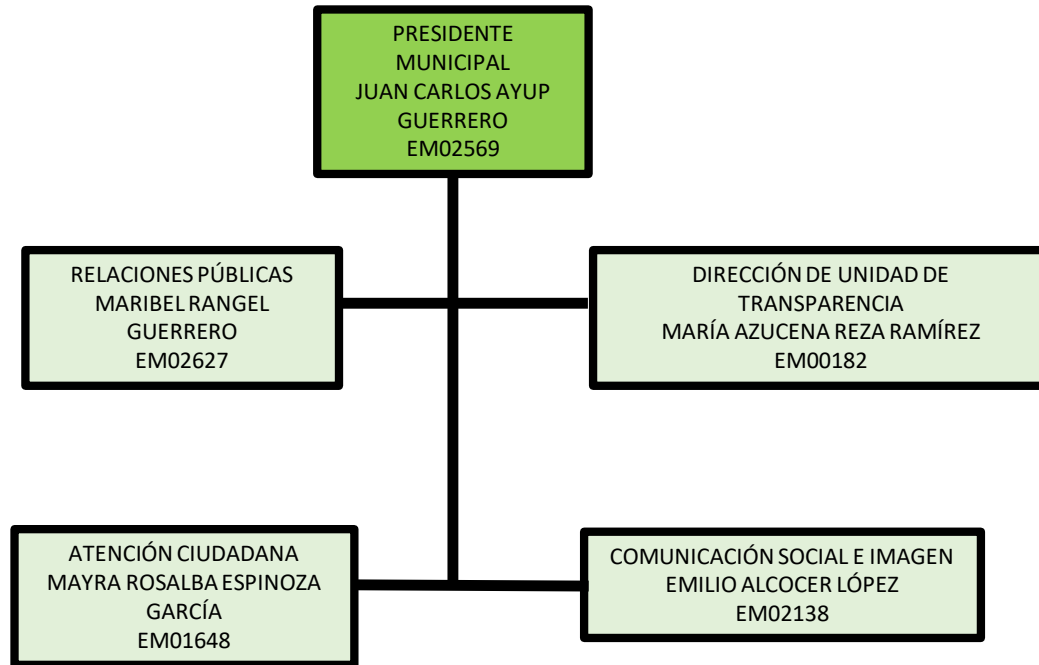 PRESIDENTE
MUNICIPAL
JUAN CARLOS AYUP
GUERRERO
EM02569
RELACIONES PÚBLICAS
MARIBEL RANGEL
GUERRERO
EM02627
DIRECCIÓN DE UNIDAD DE
TRANSPARENCIA
MARÍA AZUCENA REZA RAMÍREZ
EM00182
ATENCIÓN CIUDADANA
MAYRA ROSALBA ESPINOZA
GARCÍA
EM01648
COMUNICACIÓN SOCIAL E IMAGEN
EMILIO ALCOCER LÓPEZ
EM02138